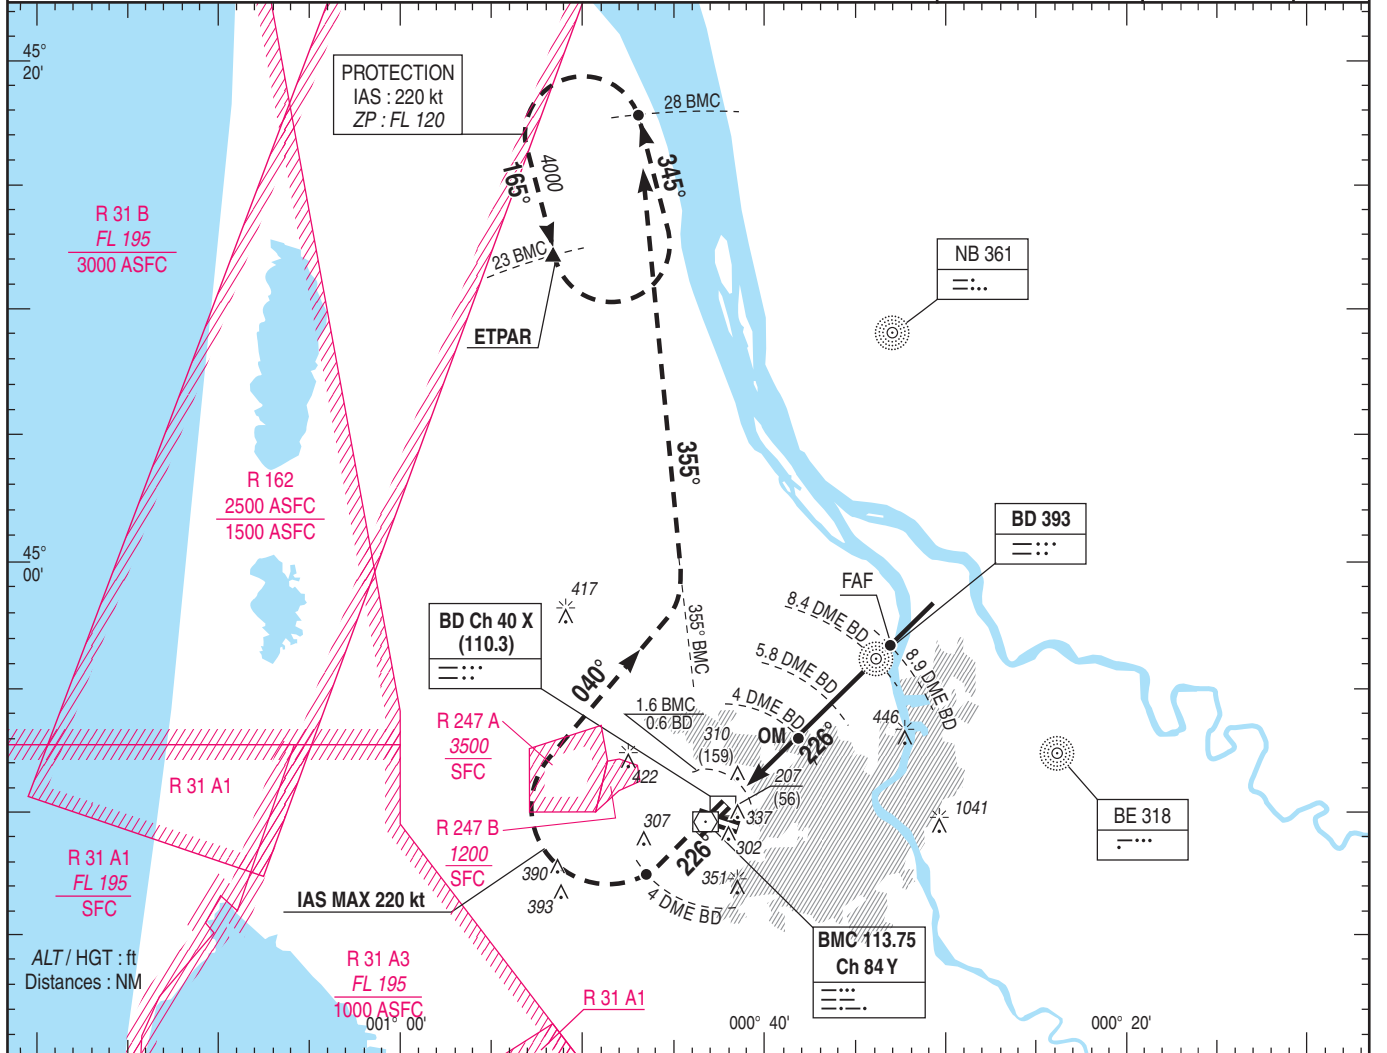 45°
20'
PROTECTION
IAS : 220 kt
ZP : FL 120
28 BMC
345°
4000
165°
23 BMC
ETPAR
R 31 B
FL 195
3000 ASFC
NB 361
355°
R 162
2500 ASFC
1500 ASFC
BD 393
45°
00'
FAF
417
8.4 DME BD
BD Ch 40 X
(110.3)
355° BMC
5.8 DME BD
8.9 DME BD
040°
4 DME BD
1.6 BMC
0.6 BD
R 247 A
3500
SFC
310
(159)
OM
226°
446
422
207
(56)
R 31 A1
1041
BE 318
337
R 247 B
1200
SFC
307
302
226°
R 31 A1
FL 195
SFC
390
351
IAS MAX 220 kt
393
4 DME BD
BMC 113.75
Ch 84 Y
ALT / HGT : ft
Distances : NM
R 31 A3
FL 195
1000 ASFC
R 31 A1
001° 00'
000° 40'
000° 20'